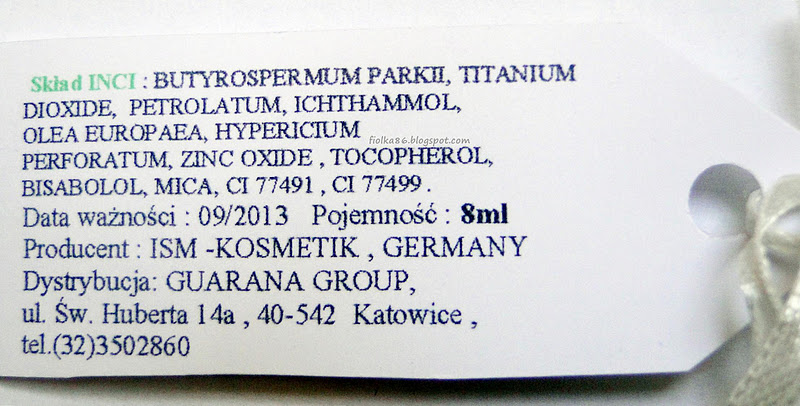 Skład INCI : BUTYROSPERMUM PARKII, TITANIUM
DIOXIDE, PETROLATUM, ICHTHAMMOL,
OLEA EUROPAEA, HYPERICIUM
fiolka86.blogspot.com
PERFORATUM, ZINC OXIDE , TOCOPHEROL,
BISABOLOL, MICA, CI 77491 , CI 77499 .
Data ważności : 09/2013 Pojemność : 8ml
Producent : ISM -KOSMETIK , GERMANY
Dystrybucja: GUARANA GROUP,
ul. Św. Huberta 14a , 40-542 Katowice ,
tel.(32)3502860